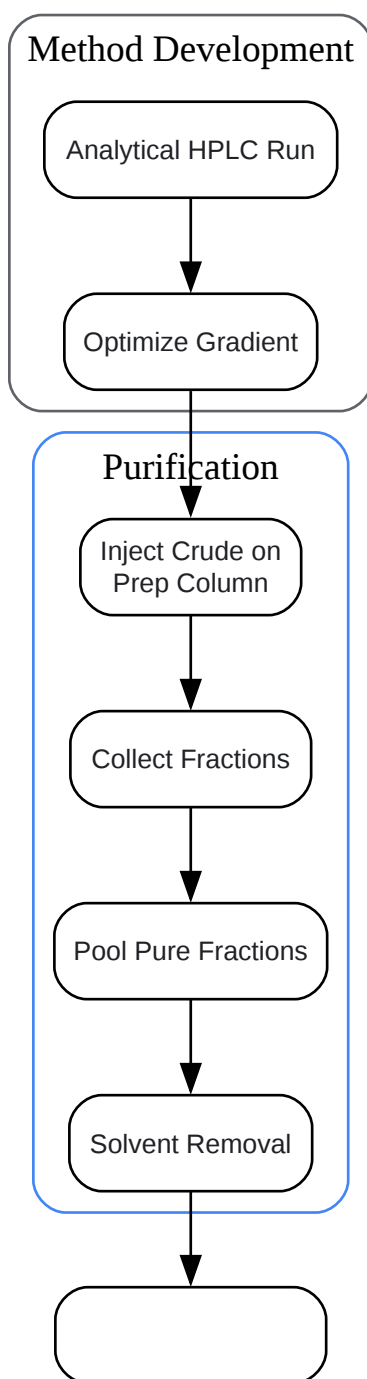 Method Development
Analytical HPLC Run
Optimize Gradient
Purification
Inject Crude on
Prep Column
Collect Fractions
Pool Pure Fractions
Solvent Removal